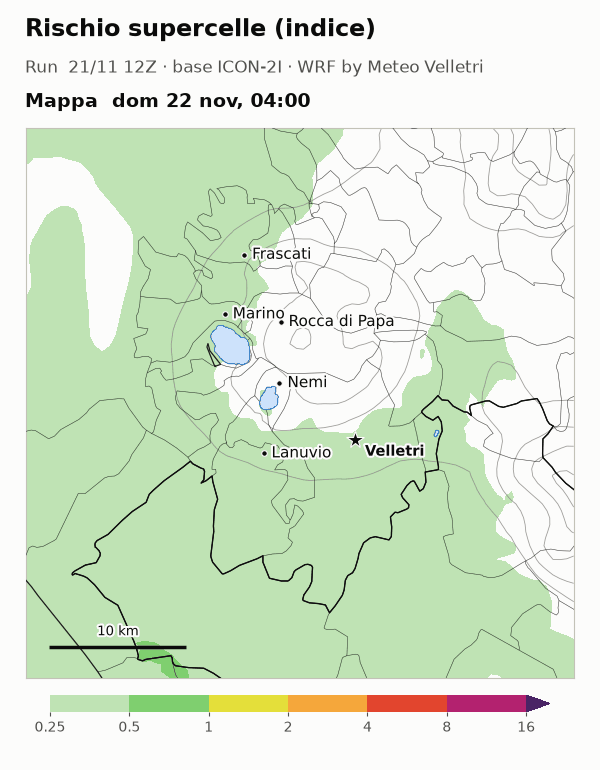 Rischio supercelle (indice)
Run  21/11 12Z · base ICON-2I · WRF by Meteo Velletri
Mappa  dom 22 nov, 04:00
Frascati
Marino
Rocca di Papa
Nemi
Velletri
Lanuvio
10 km
0.25 0.5 1 2 4 8 16